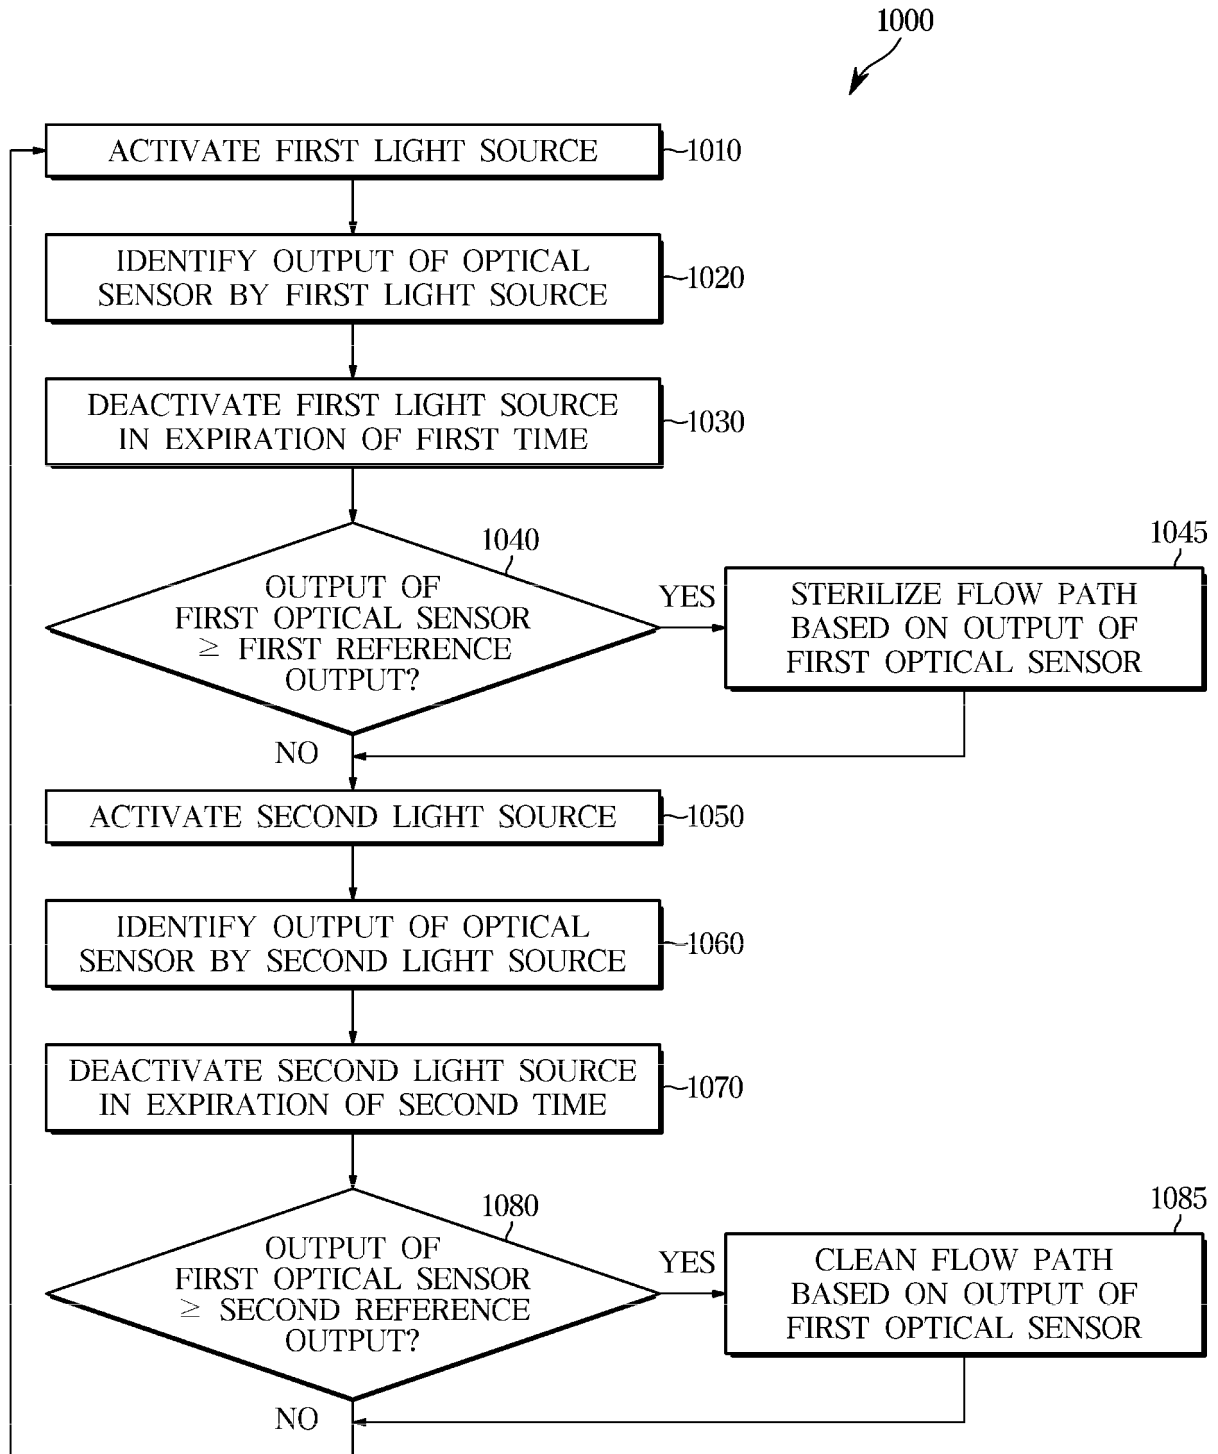 1000
ACTIVATE FIRST LIGHT SOURCE
1010
IDENTIFY OUTPUT OF OPTICAL
SENSOR BY FIRST LIGHT SOURCE
1020
DEACTIVATE FIRST LIGHT SOURCE
IN EXPIRATION OF FIRST TIME
1030
1040
OUTPUT OF
FIRST OPTICAL SENSOR
≥ FIRST REFERENCE
OUTPUT?
YES
1045
STERILIZE FLOW PATH
BASED ON OUTPUT OF
FIRST OPTICAL SENSOR
NO
ACTIVATE SECOND LIGHT SOURCE
1050
IDENTIFY OUTPUT OF OPTICAL
SENSOR BY SECOND LIGHT SOURCE
1060
DEACTIVATE SECOND LIGHT SOURCE
IN EXPIRATION OF SECOND TIME
1070
1080
OUTPUT OF
FIRST OPTICAL SENSOR
≥ SECOND REFERENCE
OUTPUT?
YES
1085
CLEAN FLOW PATH
BASED ON OUTPUT OF
FIRST OPTICAL SENSOR
NO